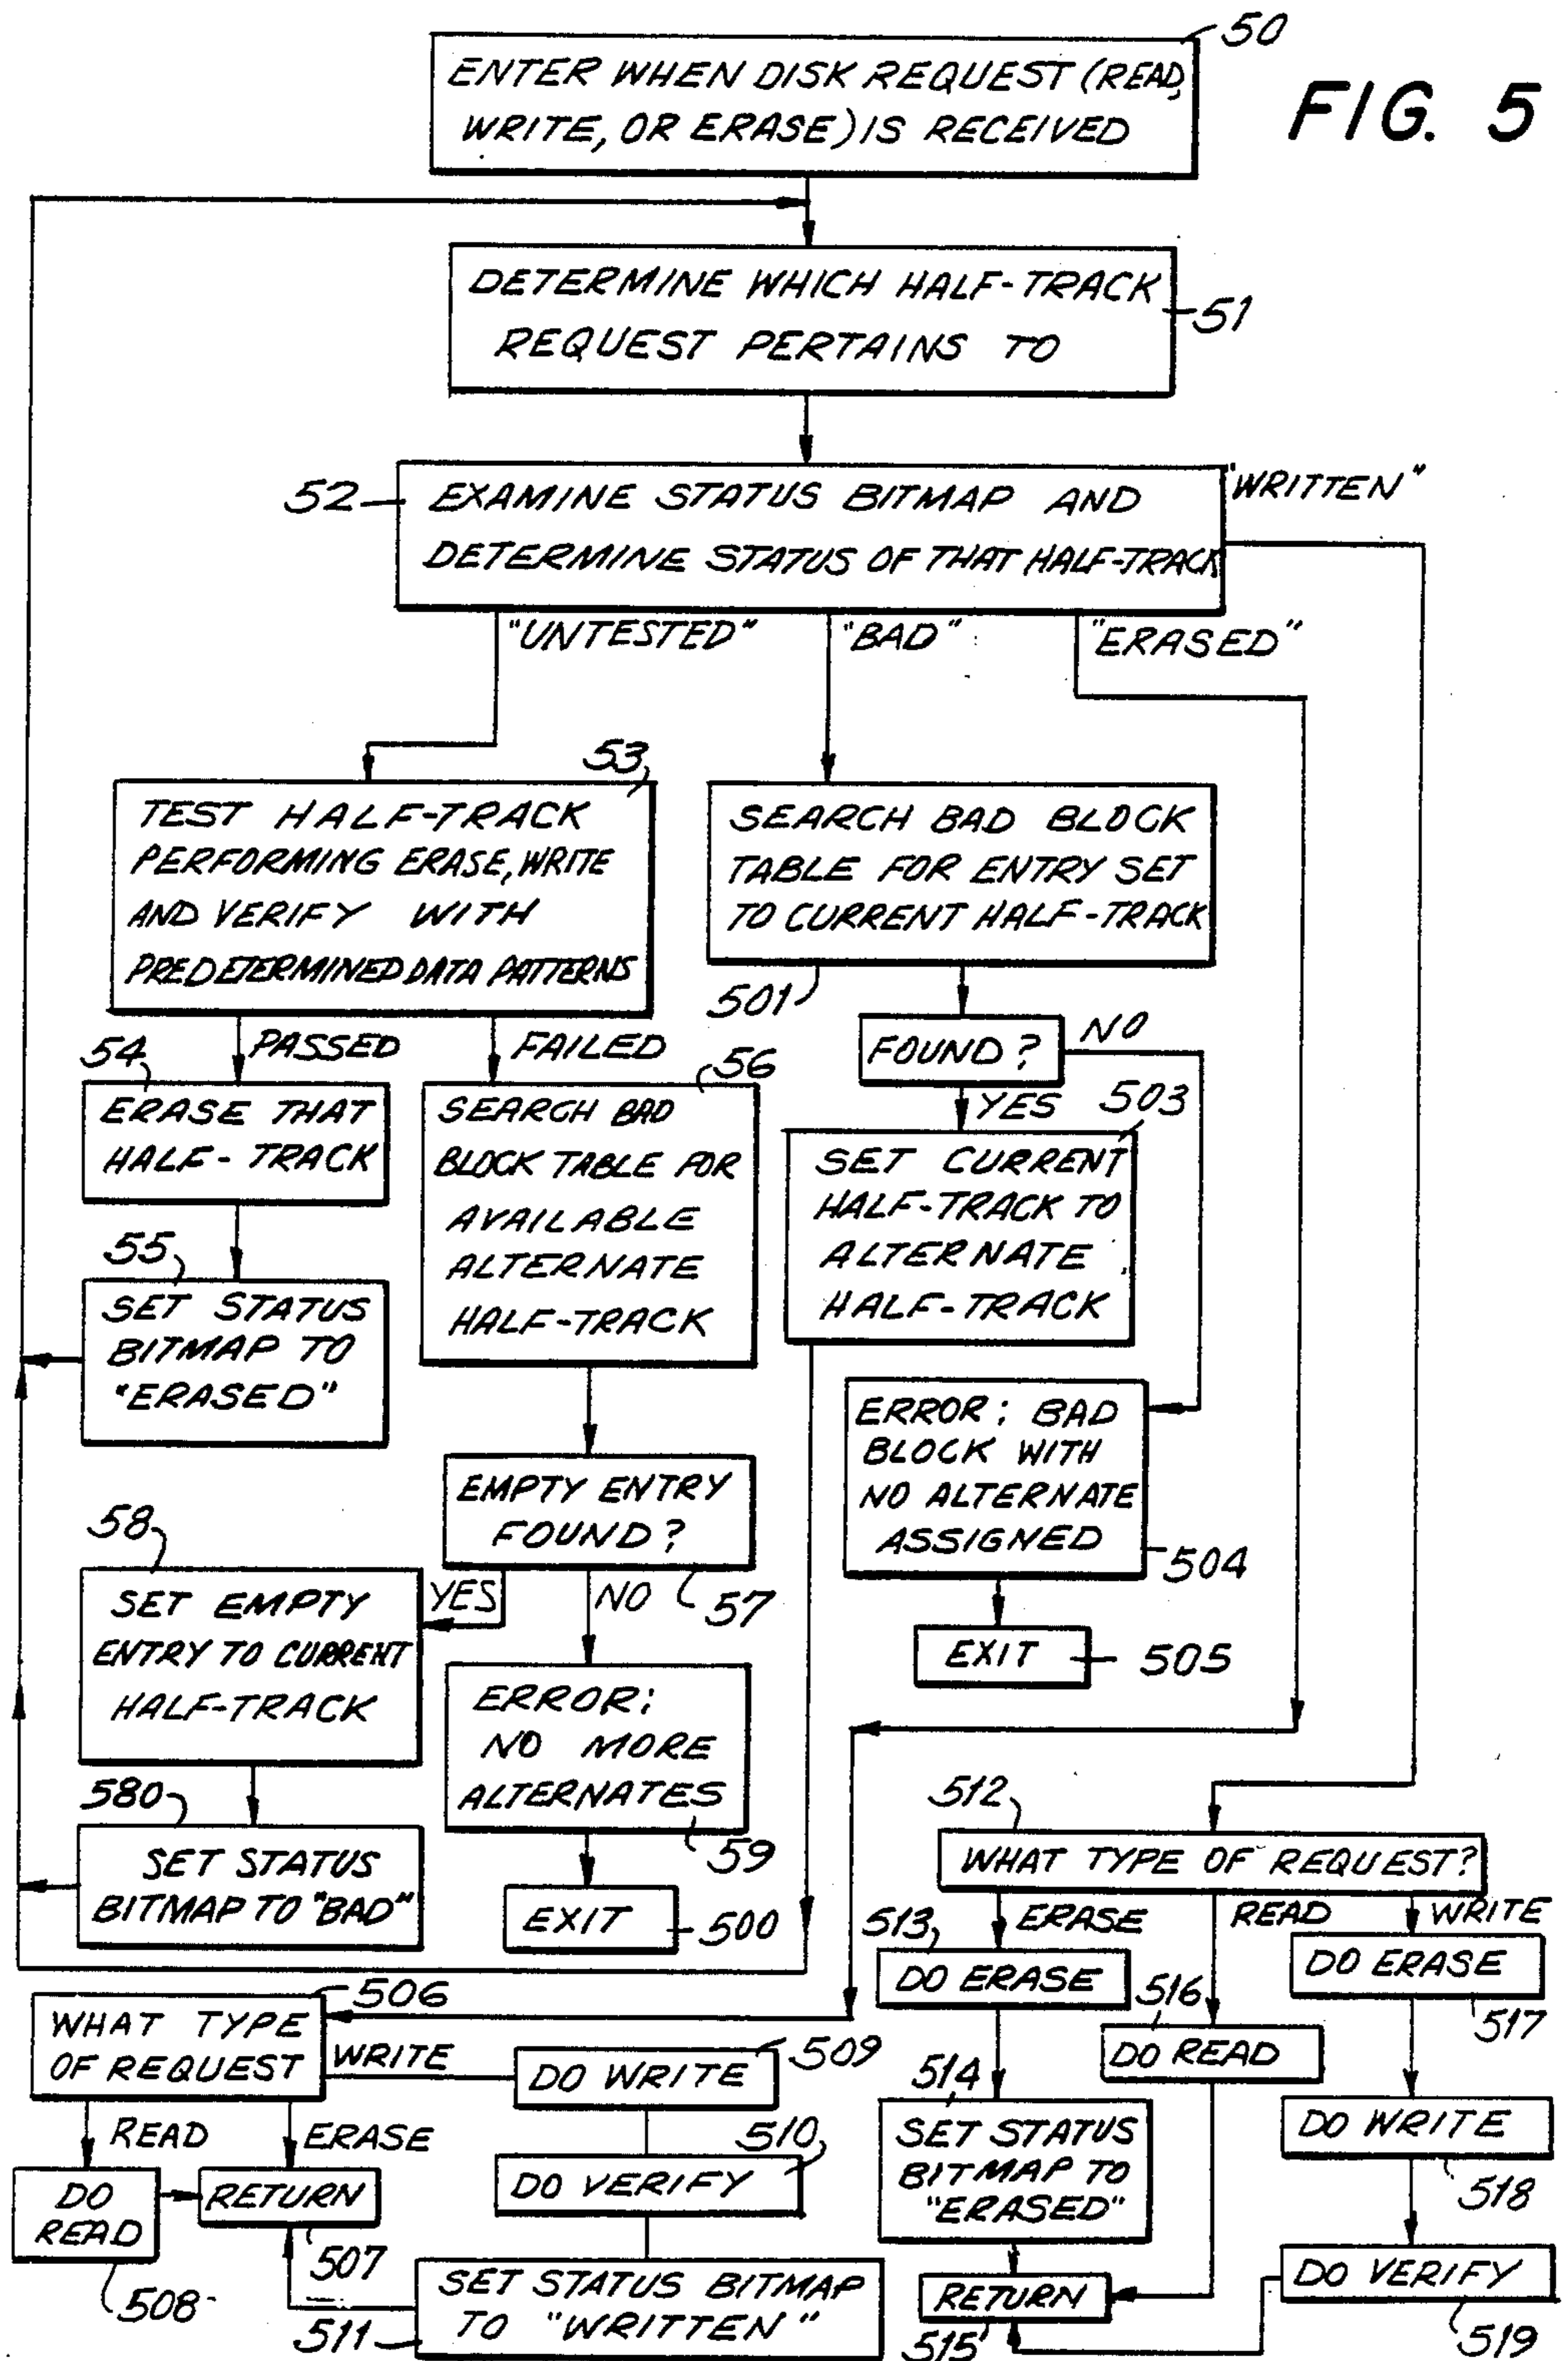 50
ENTER WHEN DISK REQUEST (READ,
WRITE, OR ERASE) IS RECEIVED
FIG. 5
DETERMINE WHICH HALF-TRACK
REQUEST PERTAINS TO
51
52
EXAMINE STATUS BITMAP AND
DETERMINE STATUS OF THAT HALF-TRACK
"WRITTEN"
"UNTESTED"
"BAD"
"ERASED"
53
TEST HALF-TRACK
PERFORMING ERASE, WRITE
AND VERIFY WITH
PREDETERMINED DATA PATTERNS
SEARCH BAD BLOCK
TABLE FOR ENTRY SET
TO CURRENT HALF-TRACK
501
PASSED
FAILED
FOUND?
NO
YES
54
ERASE THAT
HALF-TRACK
56
SEARCH BAD
BLOCK TABLE FOR
AVAILABLE
ALTERNATE
HALF-TRACK
503
SET CURRENT
HALF-TRACK TO
ALTERNATE
HALF-TRACK
55
SET STATUS
BITMAP TO
"ERASED"
ERROR: BAD
BLOCK WITH
NO ALTERNATE
ASSIGNED
504
EXIT
505
EMPTY ENTRY
FOUND?
57
YES
NO
58
SET EMPTY
ENTRY TO CURRENT
HALF-TRACK
ERROR:
NO MORE
ALTERNATES
59
580
SET STATUS
BITMAP TO "BAD"
EXIT
500
512
WHAT TYPE OF REQUEST?
ERASE
READ
WRITE
513
DO ERASE
516
DO READ
DO ERASE
517
514
SET STATUS
BITMAP TO
"ERASED"
DO WRITE
518
RETURN
515
DO VERIFY
519
506
WHAT TYPE
OF REQUEST
WRITE
DO WRITE
509
READ
ERASE
510
DO VERIFY
DO
READ
508
RETURN
507
SET STATUS BITMAP
TO "WRITTEN"
511